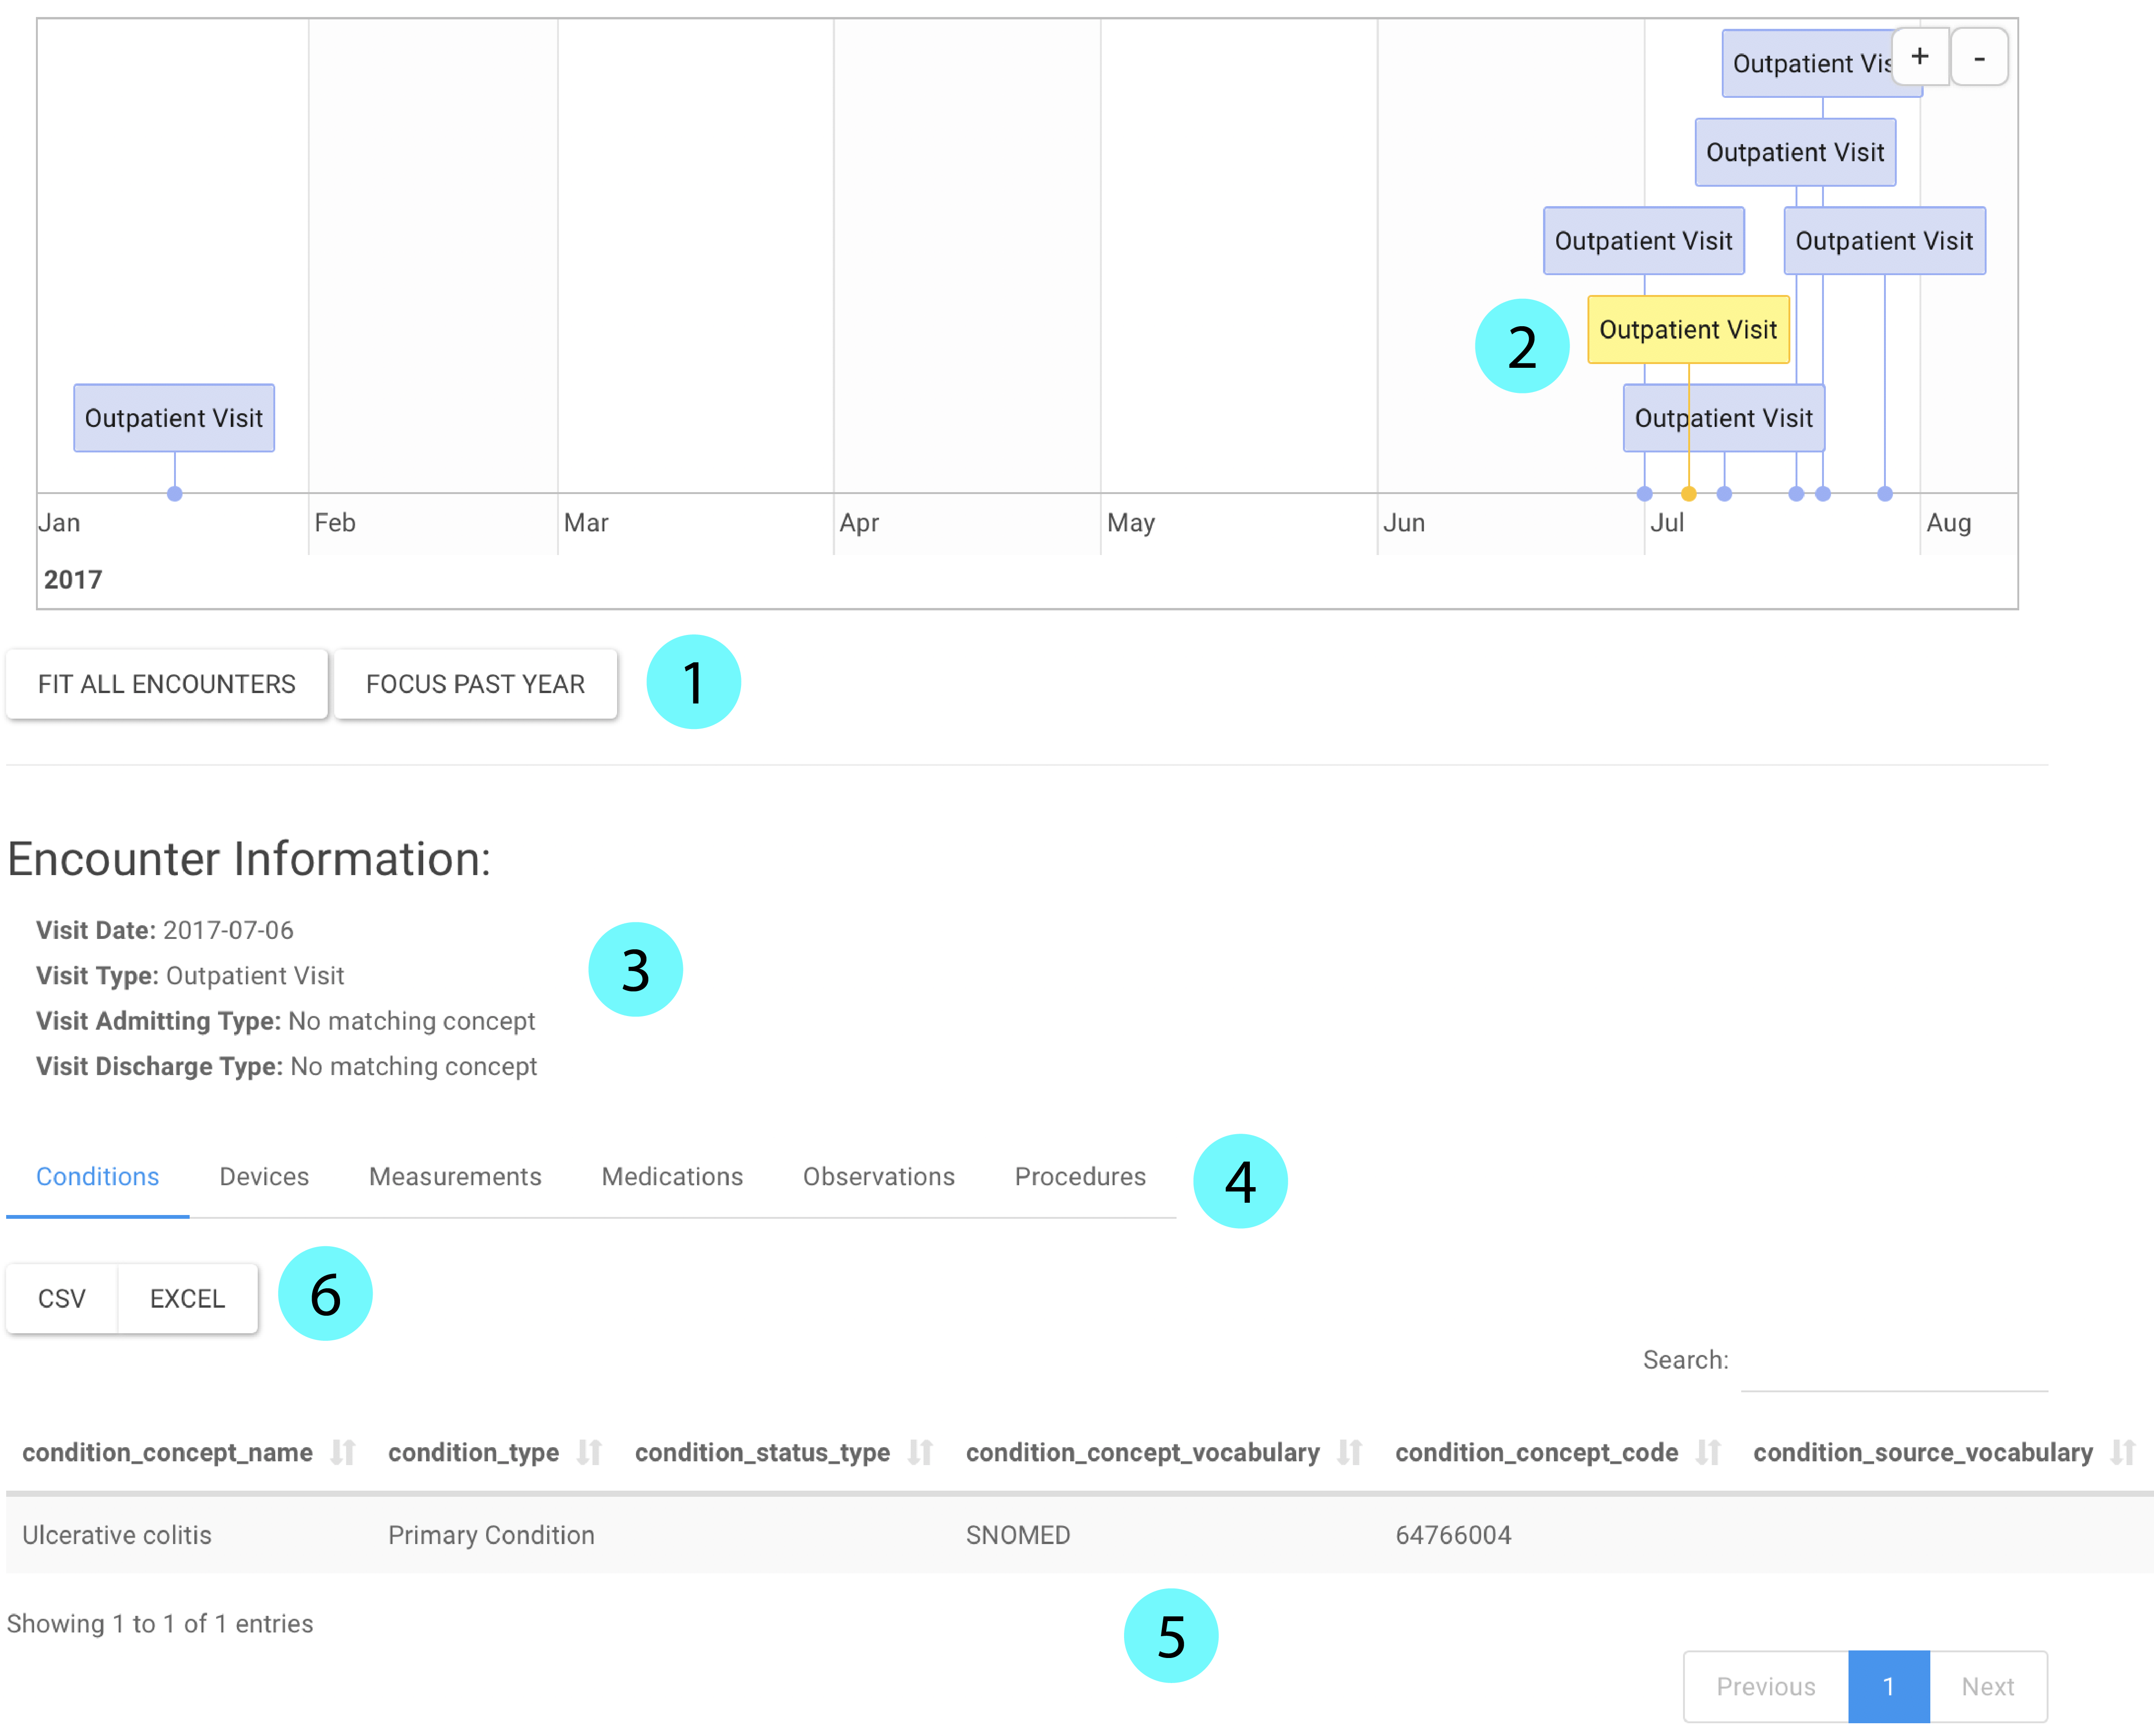 Outpatient Vis
+ -
Outpatient Visit
Outpatient Visit Outpatient Visit
2 Outpatient Visit
Outpatient Visit Outpatient Visit
Jan Feb Mar Apr May Jun Jul Aug
2017
FIT ALL ENCOUNTERS FOCUS PAST YEAR 1
Encounter Information:
Visit Date: 2017-07-06
Visit Type: Outpatient Visit
3
Visit Admitting Type: No matching concept
Visit Discharge Type: No matching concept
Conditions Devices Measurements Medications Observations Procedures 4
CSV EXCEL 6
Search:
condition_concept_name condition_type condition_status_type condition_concept_vocabulary condition_concept_code condition_source_vocabulary
Ulcerative colitis Primary Condition SNOMED 64766004
Showing 1 to 1 of 1 entries
5
Previous 1 Next